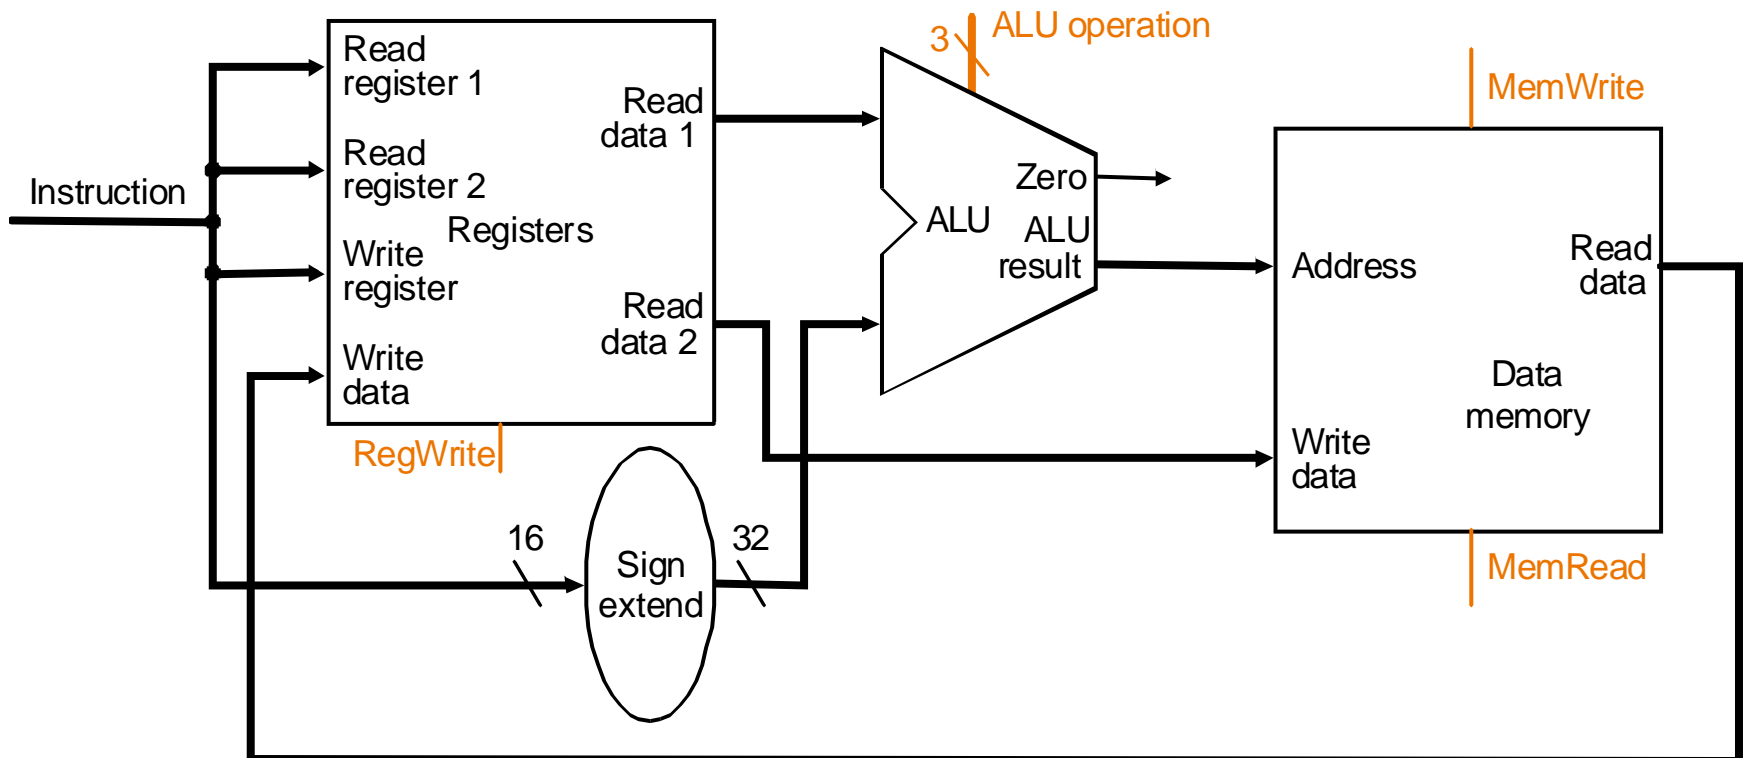 Instruction
Read
register 1
Read
register 2
Registers
Write
register
Write
data
Read
data 1
Read
data 2
RegWrite
16
Sign
extend
32
3
ALU operation
Zero
ALU
ALU
result
MemWrite
Address
Read
data
Data
memory
Write
data
MemRead